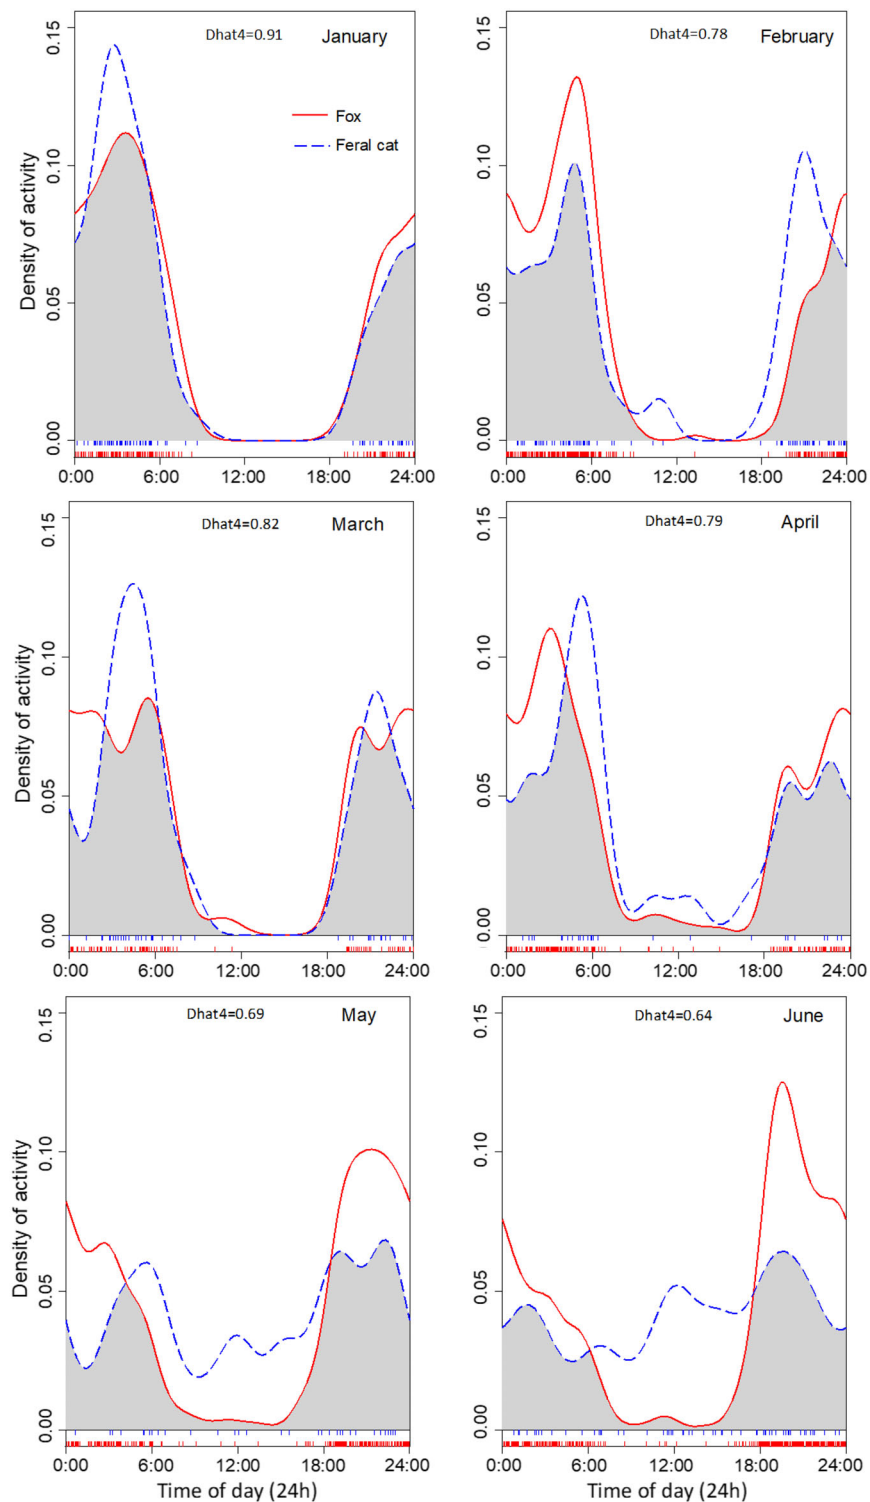 Dhat4=0.91 January
Fox
Feral cat
Density of activity
0.15
0.10
0.05
0.00
0:00 6:00 12:00 18:00 24:00
Dhat4=0.78 February
0.15
0.10
0.05
0.00
0:00 6:00 12:00 18:00 24:00
Dhat4=0.82 March
Density of activity
0.15
0.10
0.05
0.00
0:00 6:00 12:00 18:00 24:00
Dhat4=0.79 April
0.15
0.10
0.05
0.00
0:00 6:00 12:00 18:00 24:00
Dhat4=0.69 May
Density of activity
0.15
0.10
0.05
0.00
0:00 6:00 12:00 18:00 24:00
Time of day (24h)
Dhat4=0.64 June
0.15
0.10
0.05
0.00
0:00 6:00 12:00 18:00 24:00
Time of day (24h)